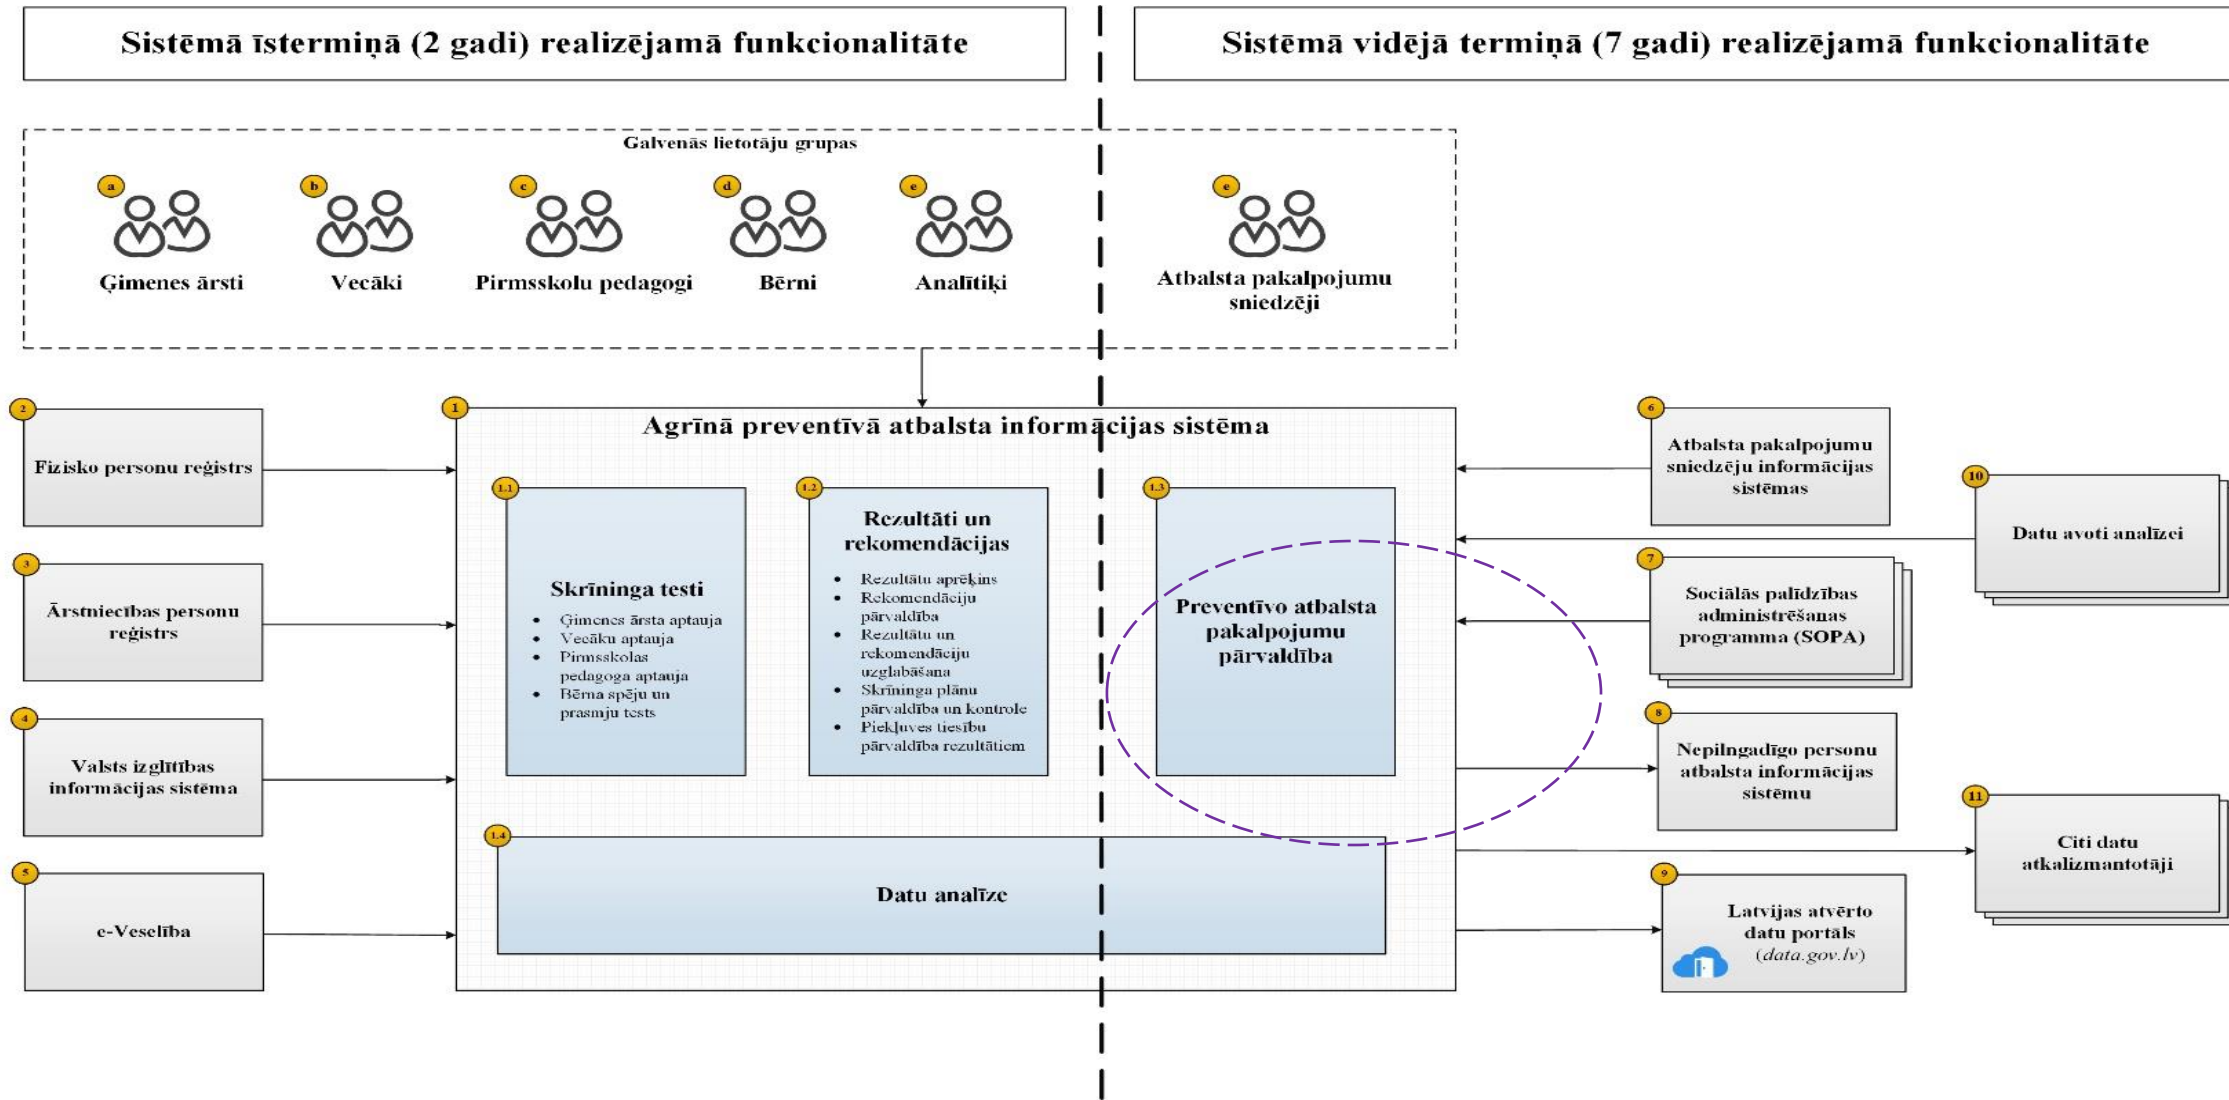 Sistēmā īstermiņā (2 gadi) realizējamā funkcionalitāte
Sistēmā vidējā termiņā (7 gadi) realizējamā funkcionalitāte
Galvenās lietotāju grupas
a
Ģimenes ārsti
b
Vecāki
c
Pirmsskolu pedagogi
d
Bērni
e
Analītiķi
e
Atbalsta pakalpojumu
sniedzēji
2
Fizisko personu reģistrs
3
Ārstniecības personu
reģistrs
4
Valsts izglītības
informācijas sistēma
5
e-Veselība
1
Agrīnā preventīvā atbalsta informācijas sistēma
1.1
Skrīninga testi
• Ģimenes ārsta aptauja
• Vecāku aptauja
• Pirmsskolas
pedagoga aptauja
• Bērna spēju un
prasmju tests
1.2
Rezultāti un
rekomendācijas
• Rezultātu aprēķins
• Rekomendāciju
pārvaldība
• Rezultātu un
rekomendāciju
uzglabāšana
• Skrīninga plānu
pārvaldība un kontrole
• Piekļuves tiesību
pārvaldība rezultātiem
1.3
Preventīvo atbalsta
pakalpojumu
pārvaldība
1.4
Datu analīze
6
Atbalsta pakalpojumu
sniedzēju informācijas
sistēmas
10
Datu avoti analīzei
7
Sociālās palīdzības
administrēšanas
programma (SOPA)
8
Nepilngadīgo personu
atbalsta informācijas
sistēmu
11
Citi datu
atkalizmantotāji
9
Latvijas atvērto
datu portāls
(data.gov.lv)